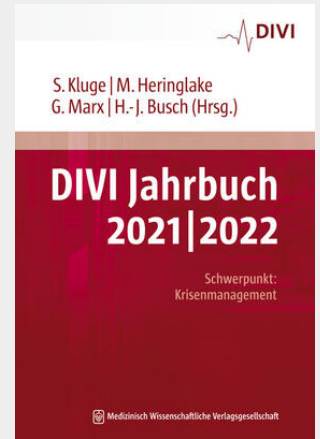 DIVI
S. Kluge | M. Heringlake
G. Marx | H.-J. Busch (Hrsg.)
DIVI Jahrbuch
2021|2022
Schwerpunkt:
Krisenmanagement
Medizinisch Wissenschaftliche Verlagsgesellschaft